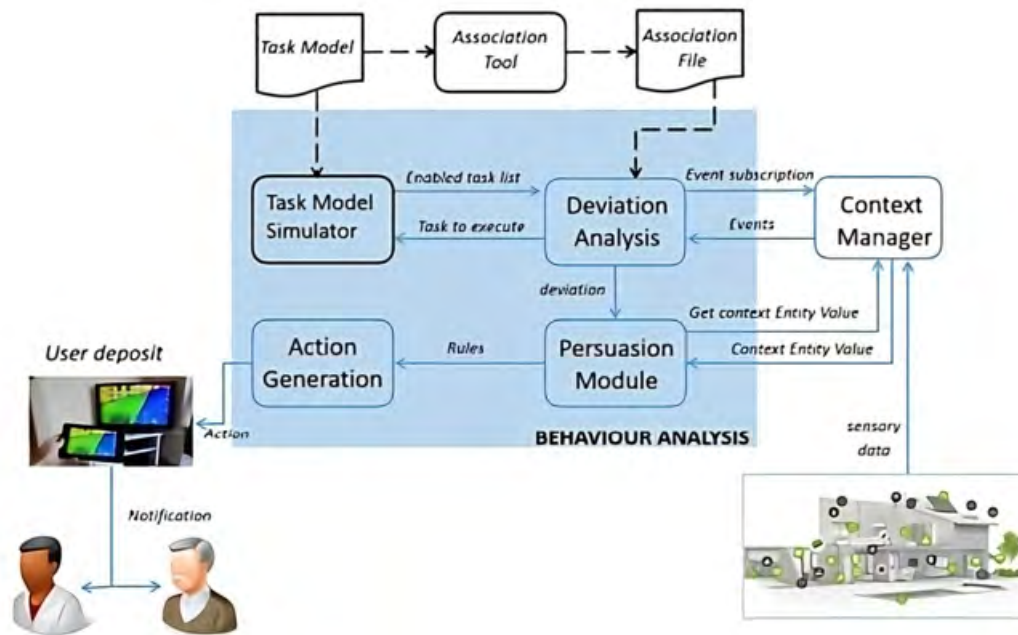 Task Model
Association
Tool
Association
File
Task Model
Simulator
Enabled task list
Task to execute
Deviation
Analysis
Event subscription
Events
Context
Manager
deviation
Get context Entity Value
Context Entity Value
User deposit
Action
Generation
Rules
Persuasion
Module
Action
BEHAVIOUR ANALYSIS
sensory
data
Notification